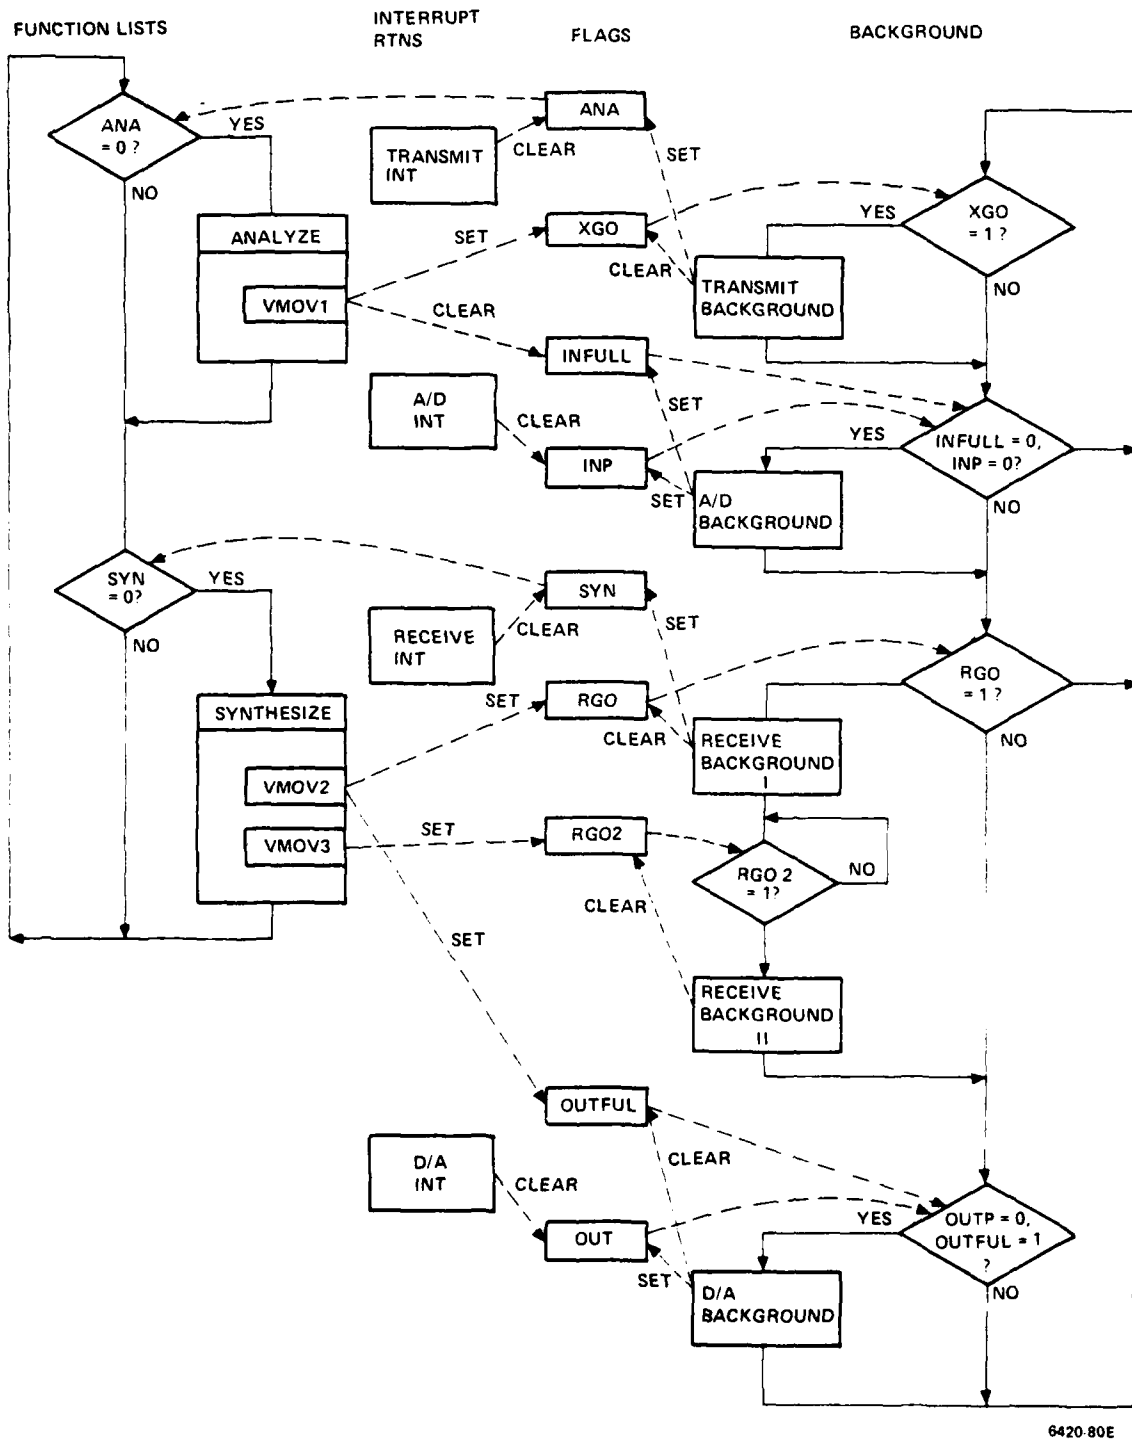 FUNCTION LISTS
INTERRUPT
RTNS
FLAGS
BACKGROUND
ANA
= 0 ?
YES
NO
ANALYZE
VMOV1
TRANSMIT
INT
CLEAR
ANA
SET
SET
XGO
CLEAR
CLEAR
INFULL
A/D
INT
CLEAR
INP
SET
SET
XGO
= 1 ?
YES
NO
TRANSMIT
BACKGROUND
INFULL = 0,
INP = 0?
YES
NO
A/D
BACKGROUND
SYN
= 0?
YES
NO
SYNTHESIZE
VMOV2
VMOV3
RECEIVE
INT
CLEAR
SYN
SET
SET
RGO
CLEAR
SET
RGO2
CLEAR
SET
RGO
= 1 ?
NO
RECEIVE
BACKGROUND
I
RGO 2
= 1?
NO
RECEIVE
BACKGROUND
II
OUTFUL
D/A
INT
CLEAR
CLEAR
OUT
SET
YES
OUTP = 0,
OUTFUL = 1
?
NO
D/A
BACKGROUND
6420-80E